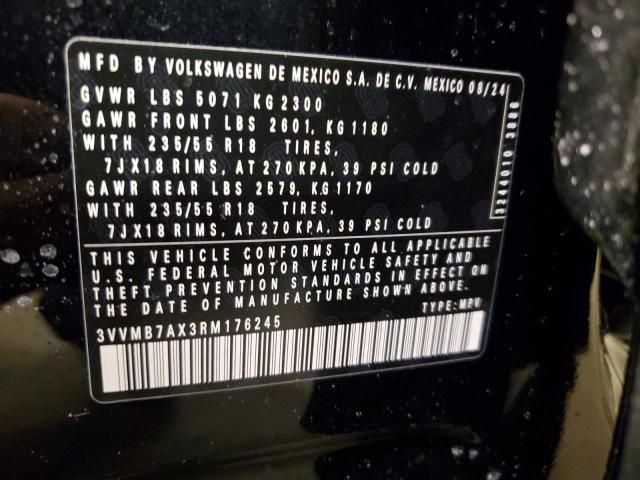 MFD BY VOLKSWAGEN DE MEXICO S.A. DE C.V. MEXICO 06/24
GVWR LBS 5071 KG 2300
GAWR FRONT LBS 2601, KG 1180
WITH 235/55 R18 TIRES,
7JX18 RIMS, AT 270 KPA, 39 PSI COLD
GAWR REAR LBS 2579, KG 1170
WITH 235/55 R18 TIRES,
7JX18 RIMS, AT 270 KPA, 39 PSI COLD
THIS VEHICLE CONFORMS TO ALL APPLICABLE
U.S. FEDERAL MOTOR VEHICLE SAFETY AND
THEFT PREVENTION STANDARDS IN EFFECT ON
THE DATE OF MANUFACTURE SHOWN ABOVE.
3VVMB7AX3RM176245 TYPE:MPV
3244010